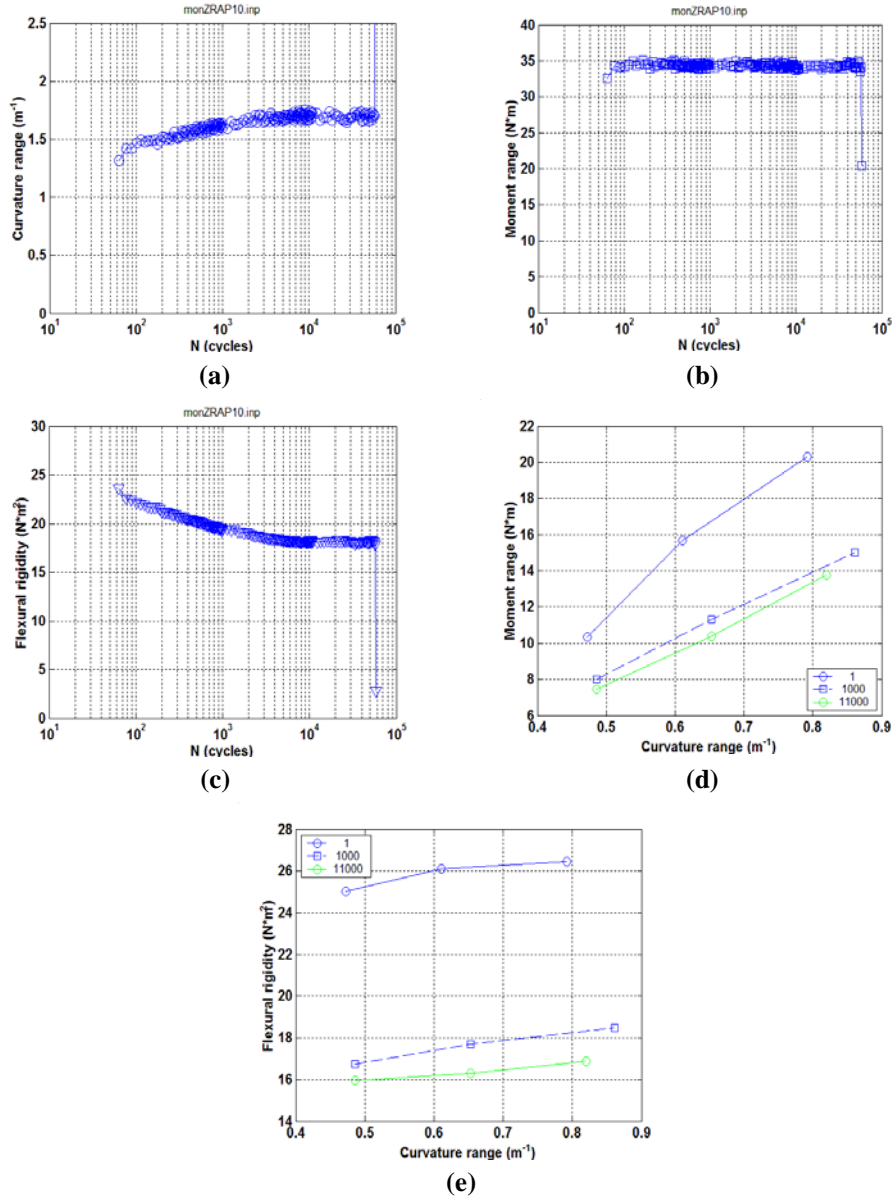 monZRAP10.inp
2.5
2
1.5
1
0.5
0
Curvature range (m⁻¹)
10¹ 10² 10³ 10⁴ 10⁵
N (cycles)
(a)
monZRAP10.inp
40
35
30
25
20
15
10
5
0
Moment range (N*m)
10¹ 10² 10³ 10⁴ 10⁵
N (cycles)
(b)
monZRAP10.inp
30
25
20
15
10
5
0
Flexural rigidity (N*m²)
10¹ 10² 10³ 10⁴ 10⁵
N (cycles)
(c)
22
20
18
16
14
12
10
8
6
Moment range (N*m)
1
1000
11000
0.4 0.5 0.6 0.7 0.8 0.9
Curvature range (m⁻¹)
(d)
28
26
24
22
20
18
16
14
Flexural rigidity (N*m²)
1
1000
11000
0.4 0.5 0.6 0.7 0.8 0.9
Curvature range (m⁻¹)
(e)